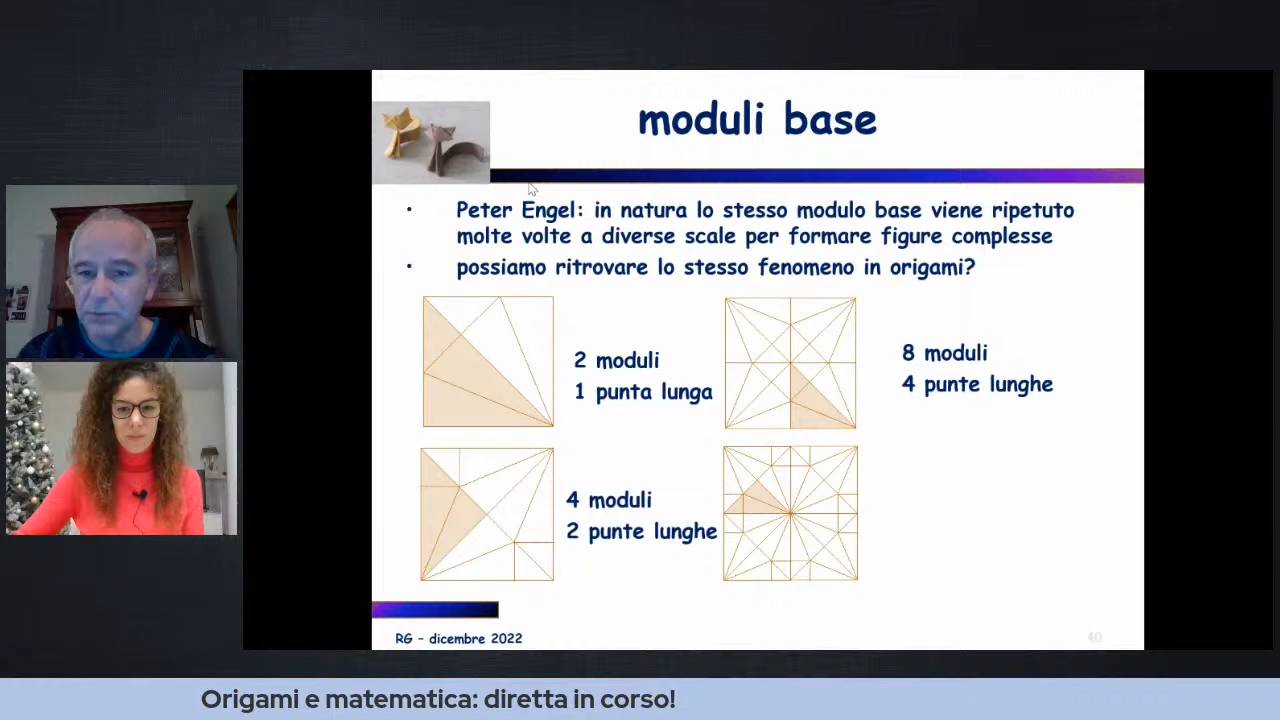 moduli base
• Peter Engel: in natura lo stesso modulo base viene ripetuto
molte volte a diverse scale per formare figure complesse
• possiamo ritrovare lo stesso fenomeno in origami?
2 moduli
1 punta lunga
8 moduli
4 punte lunghe
4 moduli
2 punte lunghe
RG – dicembre 2022
40
Origami e matematica: diretta in corso!